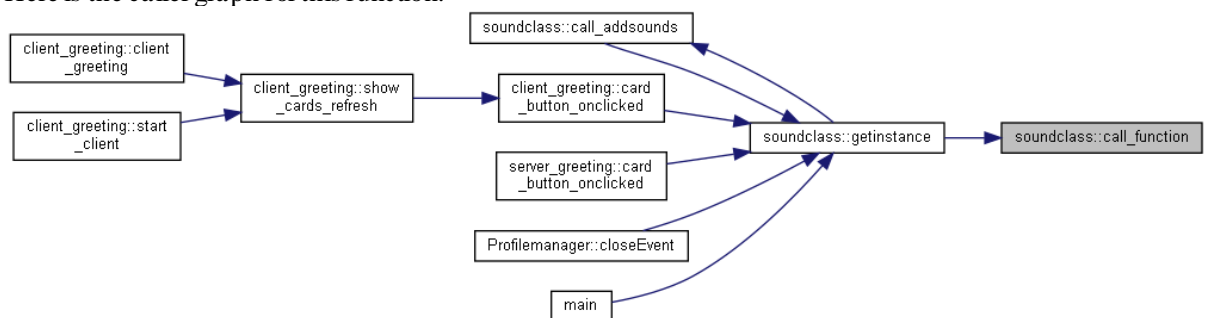 Here is the caller graph for this function:
soundclass::call_addsounds
client_greeting::client
_greeting
client_greeting::show
_cards_refresh
client_greeting::card
_button_onclicked
client_greeting::start
_client
soundclass::getinstance
soundclass::call_function
server_greeting::card
_button_onclicked
Profilemanager::closeEvent
main